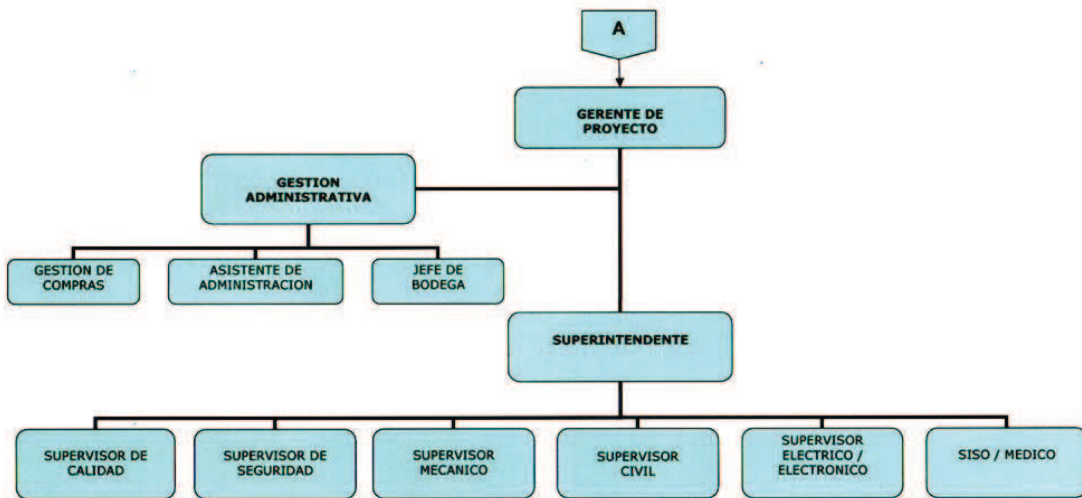 A
GERENTE DE
PROYECTO
GESTION
ADMINISTRATIVA
GESTION DE
COMPRAS
ASISTENTE DE
ADMINISTRACION
JEFE DE
BODEGA
SUPERINTENDENTE
SUPERVISOR DE
CALIDAD
SUPERVISOR DE
SEGURIDAD
SUPERVISOR
MECANICO
SUPERVISOR
CIVIL
SUPERVISOR
ELECTRICO /
ELECTRONICO
SISO / MEDICO